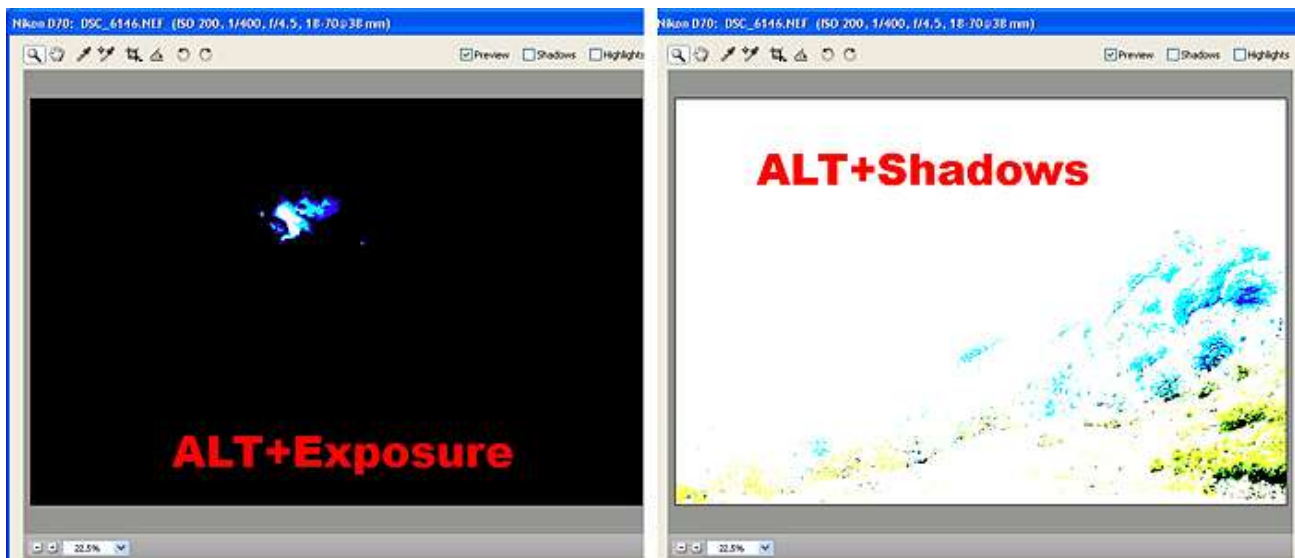 Nikon D70: DSC_6146.NEF (ISO 200, 1/400, f/4.5, 18-70@38 mm)
Preview Shadows Highlights
ALT+Exposure
22.5%
Nikon D70: DSC_6146.NEF (ISO 200, 1/400, f/4.5, 18-70@38 mm)
Preview Shadows Highlights
ALT+Shadows
22.5%